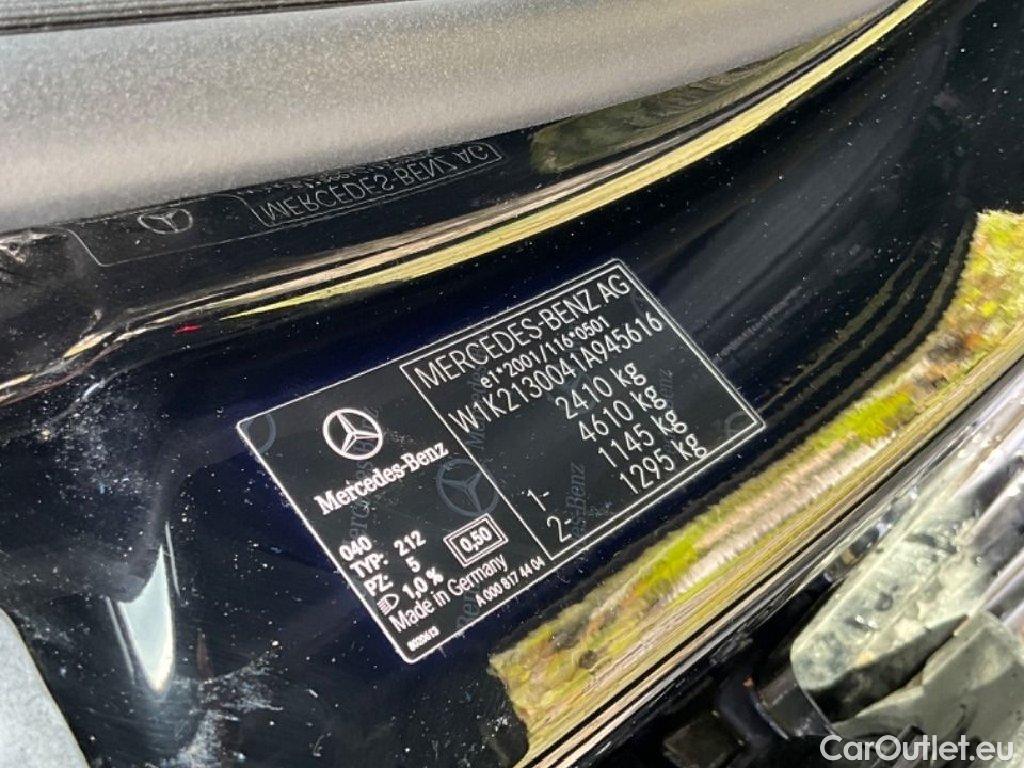 MERCEDES-BENZ AG
MERCEDES-BENZ AG
e1*2001/116*0501
W1K2130041A945616
2410 kg
4610 kg
1- 1145 kg
2- 1295 kg
Mercedes-Benz
040
TYP: 212
PZ: 5 0,50
1,0 %
Made in Germany
A 000 817 44 04
CarOutlet.eu